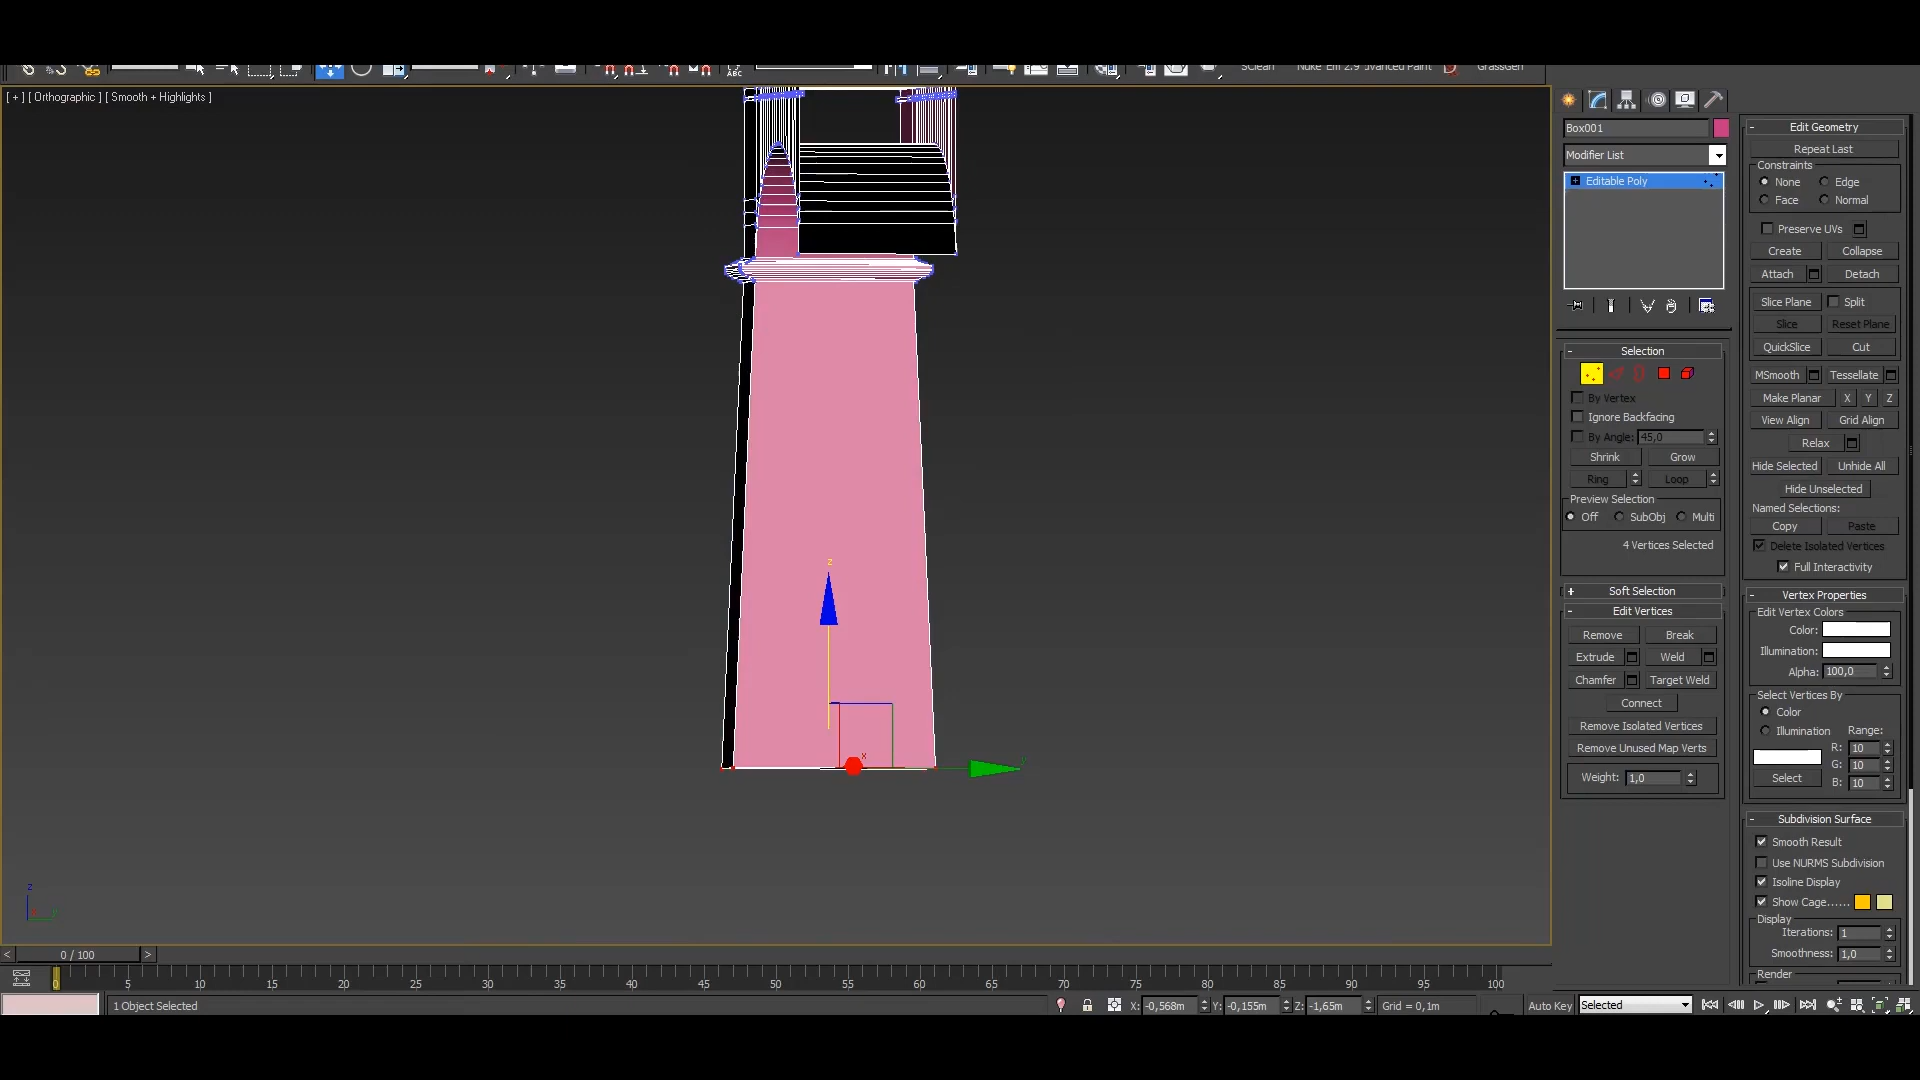 ABC SClean Nuke 'Em 2.9 GrassGen
[ + ] [ Orthographic ] [ Smooth + Highlights ]
z
x
z
Box001
Modifier List
Editable Poly
- Selection
By Vertex
Ignore Backfacing
By Angle: 45,0
Shrink Grow
Ring Loop
Preview Selection
Off SubObj Multi
4 Vertices Selected
+ Soft Selection
- Edit Vertices
Remove Break
Extrude Weld
Chamfer Target Weld
Connect
Remove Isolated Vertices
Remove Unused Map Verts
Weight: 1,0
- Edit Geometry
Repeat Last
Constraints
None Edge
Face Normal
Preserve UVs
Create Collapse
Attach Detach
Slice Plane Split
Slice Reset Plane
QuickSlice Cut
MSmooth Tessellate
Make Planar X Y Z
View Align Grid Align
Relax
Hide Selected Unhide All
Hide Unselected
Named Selections:
Copy Paste
Delete Isolated Vertices
Full Interactivity
- Vertex Properties
Edit Vertex Colors
Color:
Illumination:
Alpha: 100,0
Select Vertices By
Color
Illumination Range:
R: 10
G: 10
Select B: 10
- Subdivision Surface
Smooth Result
Use NURMS Subdivision
Isoline Display
Show Cage......
Display
Iterations: 1
Smoothness: 1,0
Render
< 0 / 100 >
0 5 10 15 20 25 30 35 40 45 50 55 60 65 70 75 80 85 90 95 100
1 Object Selected X: -0,568m Y: -0,155m Z: -1,65m Grid = 0,1m Auto Key Selected